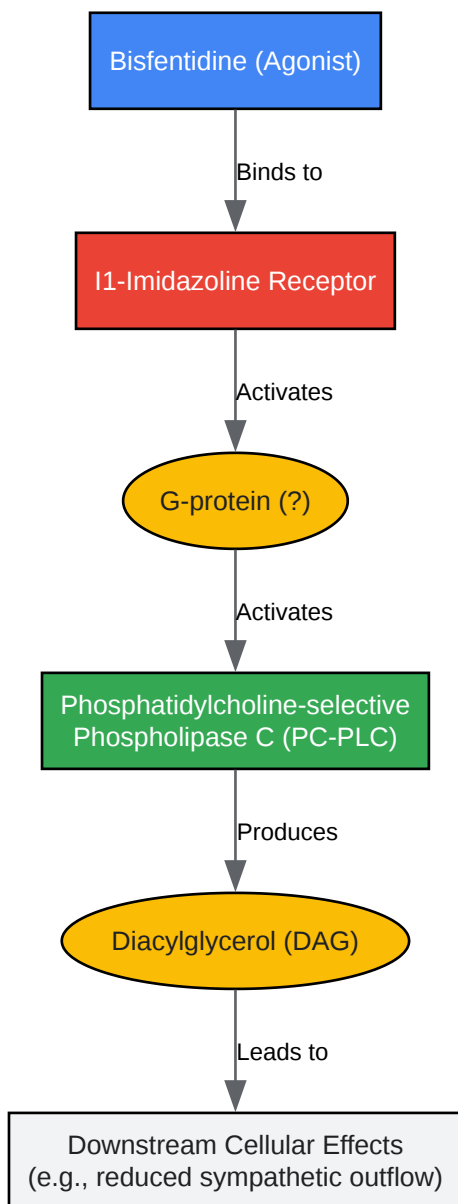 Bisfentidine (Agonist)
Binds to
I1-Imidazoline Receptor
Activates
G-protein (?)
Activates
Phosphatidylcholine-selective
Phospholipase C (PC-PLC)
Produces
Diacylglycerol (DAG)
Leads to
Downstream Cellular Effects
(e.g., reduced sympathetic outflow)